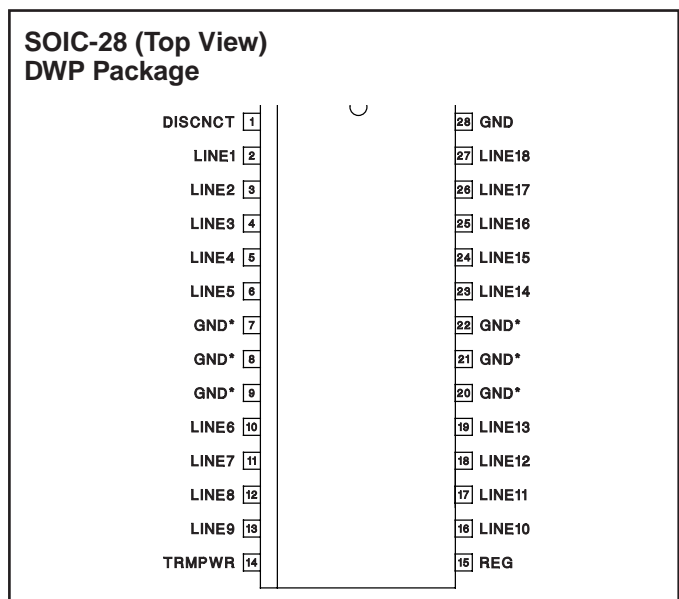 SOIC-28 (Top View)
DWP Package
DISCNCT 1 28 GND
LINE1 2 27 LINE18
LINE2 3 26 LINE17
LINE3 4 25 LINE16
LINE4 5 24 LINE15
LINE5 6 23 LINE14
GND* 7 22 GND*
GND* 8 21 GND*
GND* 9 20 GND*
LINE6 10 19 LINE13
LINE7 11 18 LINE12
LINE8 12 17 LINE11
LINE9 13 16 LINE10
TRMPWR 14 15 REG